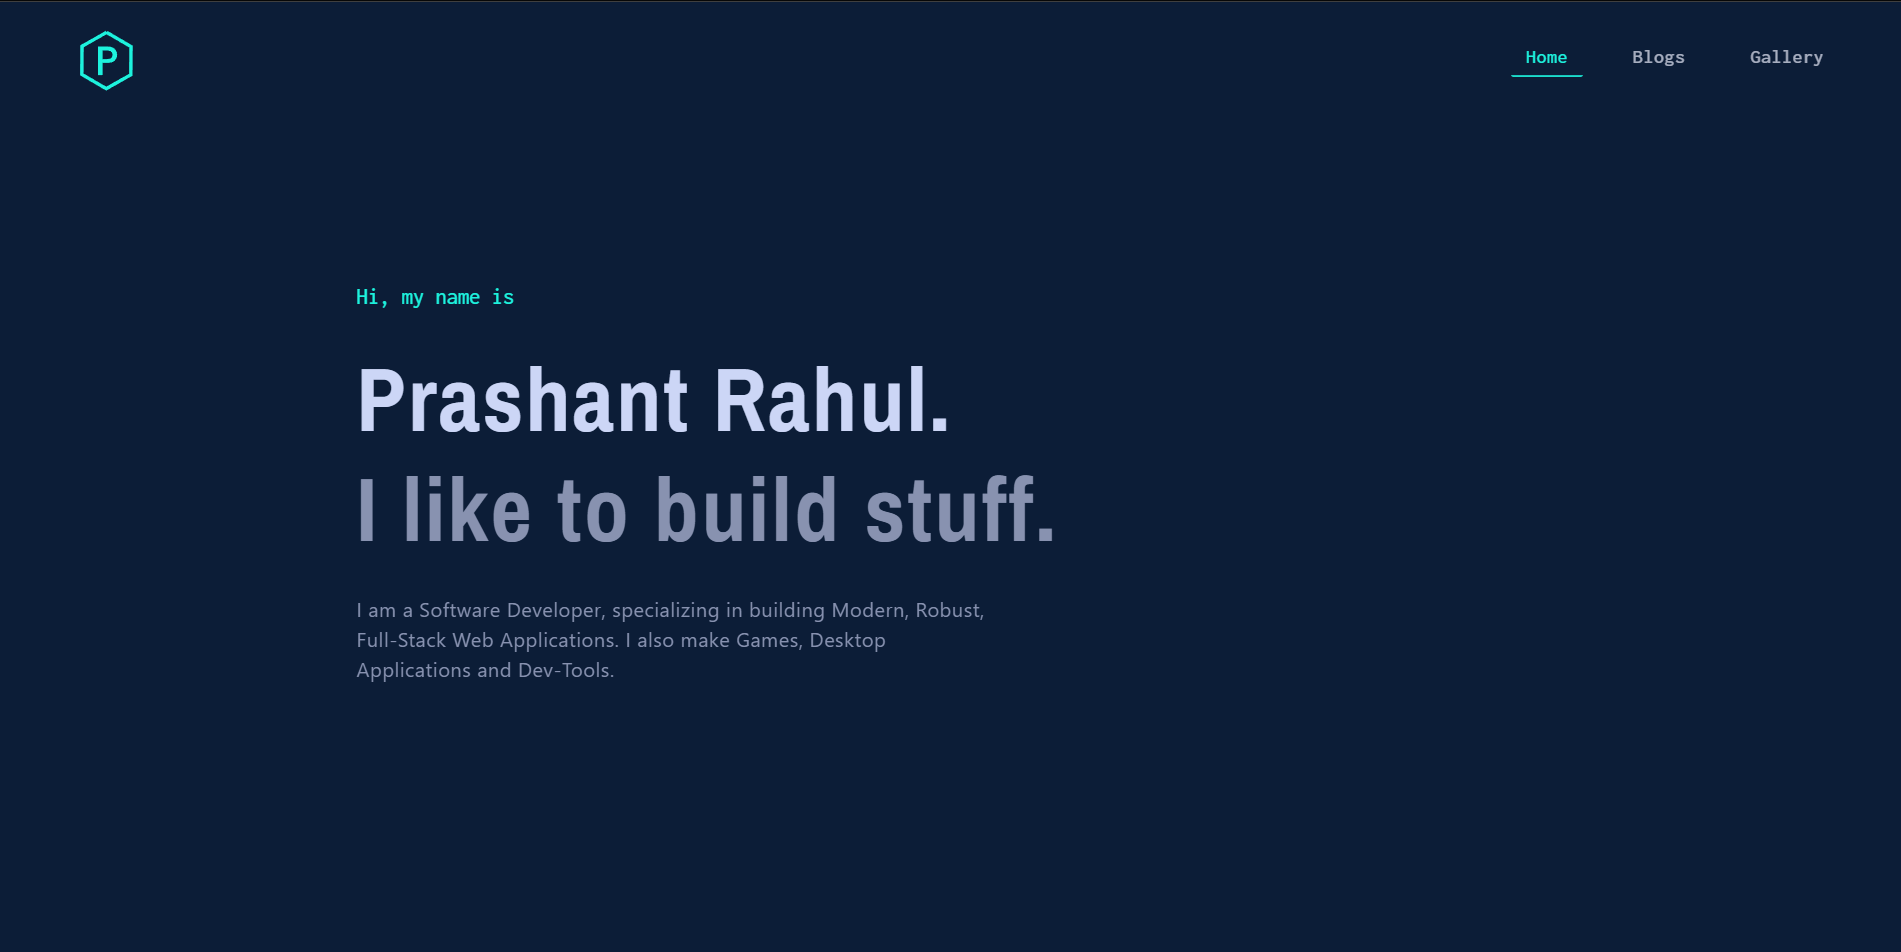 P
Home Blogs Gallery
Hi, my name is
Prashant Rahul.
I like to build stuff.
I am a Software Developer, specializing in building Modern, Robust,
Full-Stack Web Applications. I also make Games, Desktop
Applications and Dev-Tools.